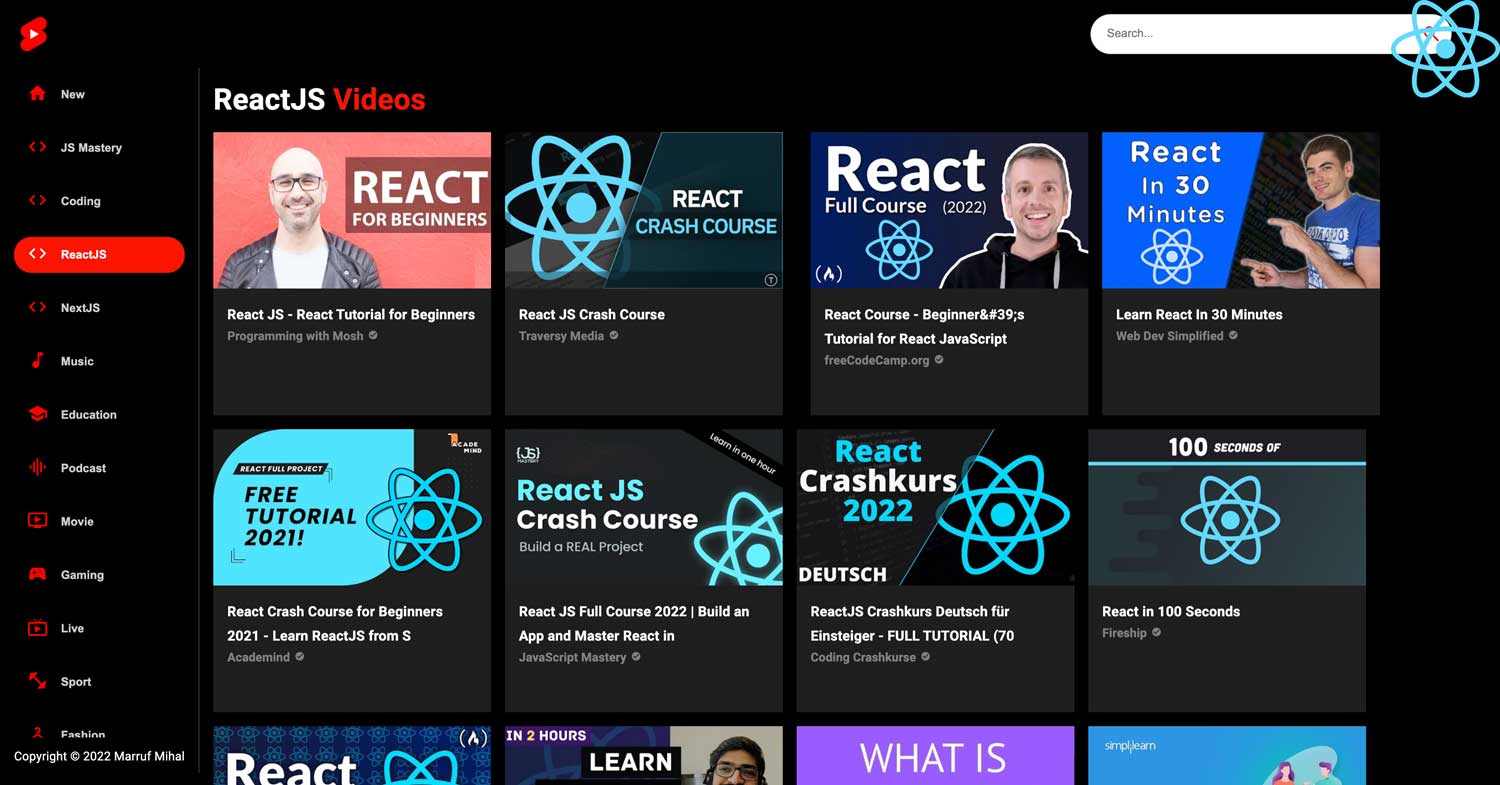 Search...
New
JS Mastery
Coding
ReactJS
NextJS
Music
Education
Podcast
Movie
Gaming
Live
Sport
Fashion
Copyright © 2022 Marruf Mihal
ReactJS Videos
REACT
FOR BEGINNERS
React JS - React Tutorial for Beginners
Programming with Mosh
REACT
CRASH COURSE
T
React JS Crash Course
Traversy Media
React
Full Course (2022)
React Course - Beginner&#39;s
Tutorial for React JavaScript
freeCodeCamp.org
React
In 30
Minutes
Learn React In 30 Minutes
Web Dev Simplified
ACADE
MIND
REACT FULL PROJECT
FREE
TUTORIAL
2021!
React Crash Course for Beginners
2021 - Learn ReactJS from S
Academind
{JS}
MASTERY
Learn in one hour
React JS
Crash Course
Build a REAL Project
React JS Full Course 2022 | Build an
App and Master React in
JavaScript Mastery
React
Crashkurs
2022
DEUTSCH
ReactJS Crashkurs Deutsch für
Einsteiger - FULL TUTORIAL (70
Coding Crashkurse
100 SECONDS OF
React in 100 Seconds
Fireship
React
IN 2 HOURS
LEARN
WHAT IS
simplilearn